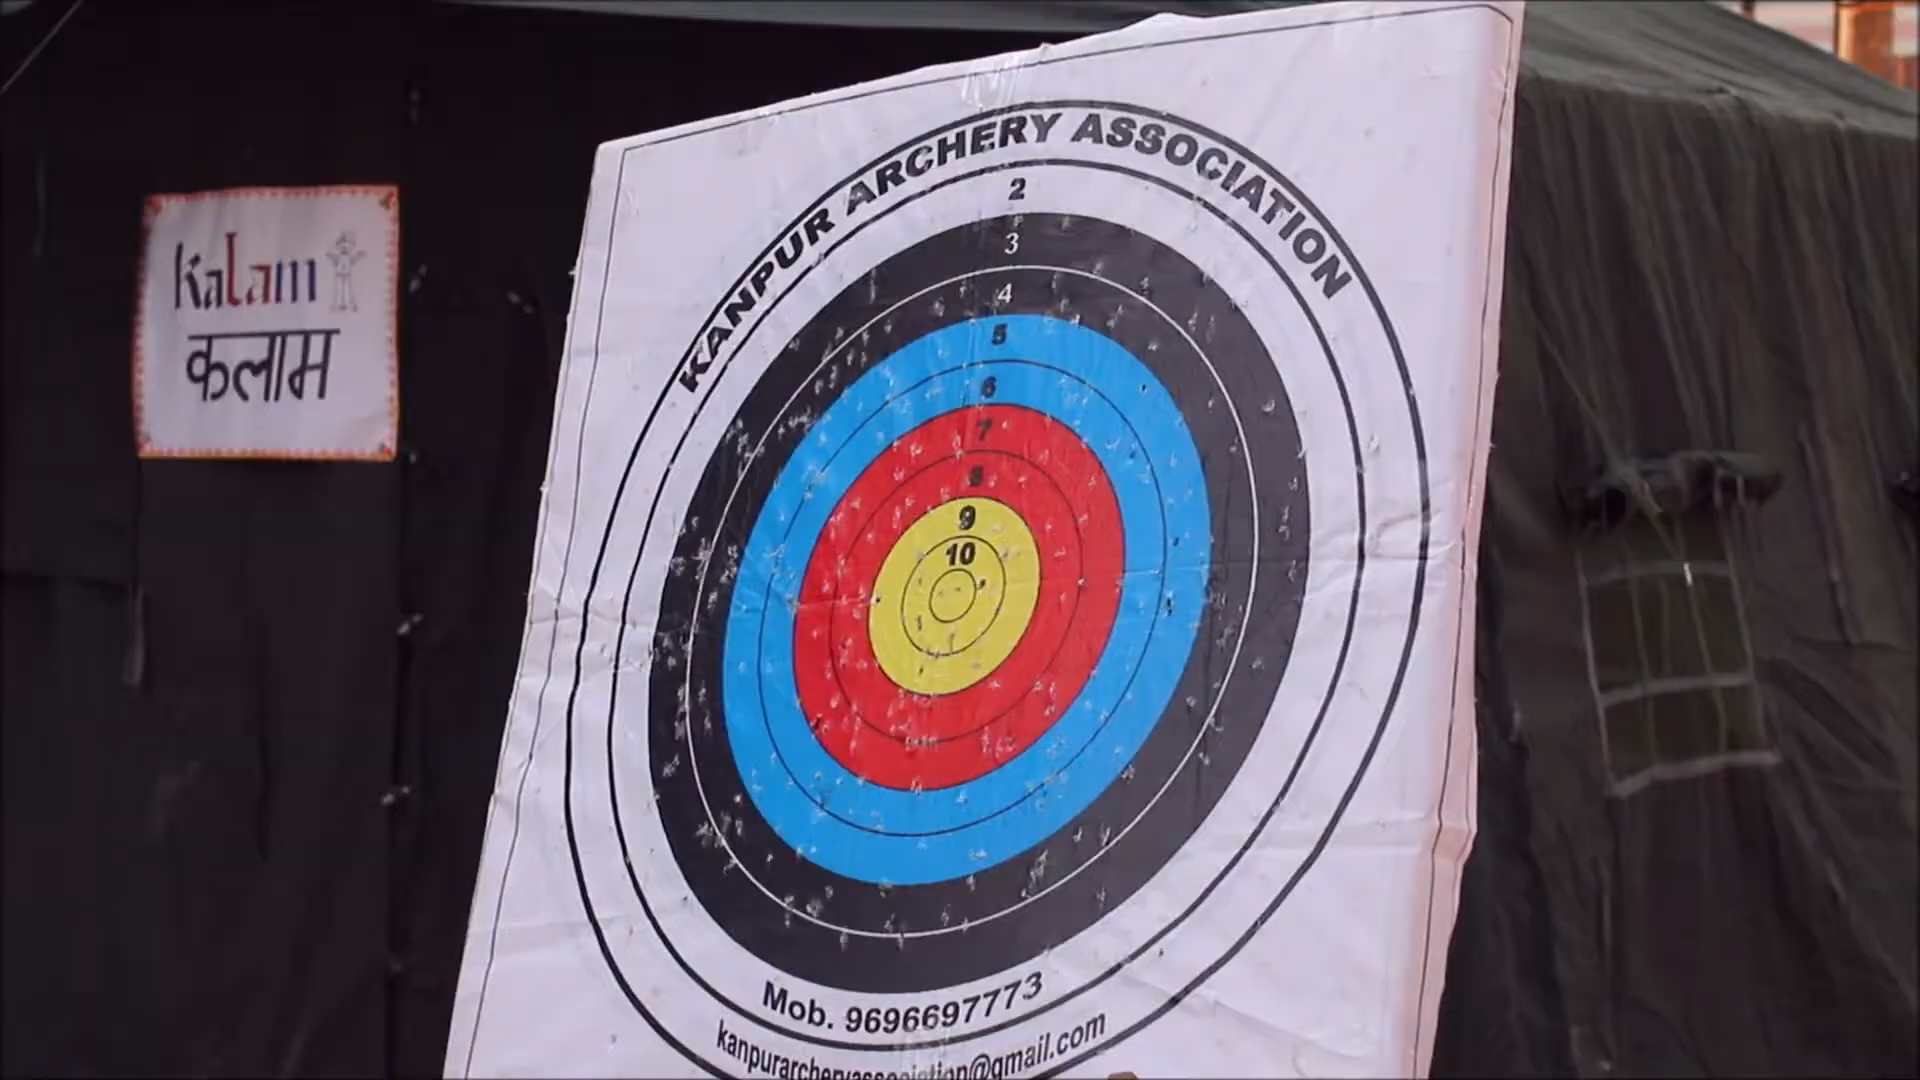 Kalam
कलाम
KANPUR ARCHERY ASSOCIATION
2
3
4
5
6
7
8
9
10
Mob. 9696697773
kanpurarcheryassociation@gmail.com